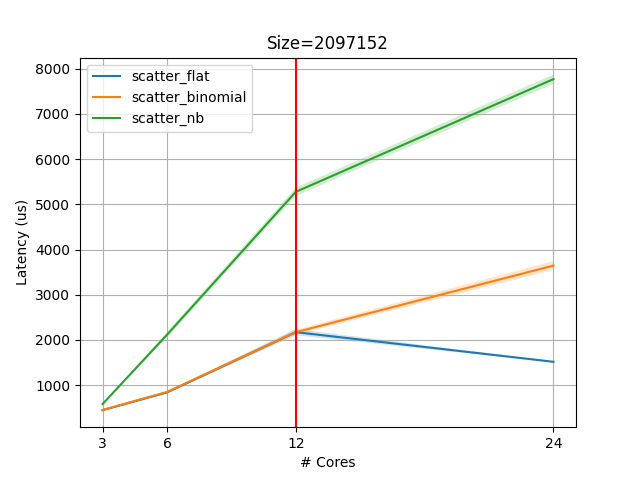 Size=2097152
scatter_flat
scatter_binomial
scatter_nb
8000
7000
6000
5000
4000
3000
2000
1000
Latency (us)
3 6 12 24
# Cores